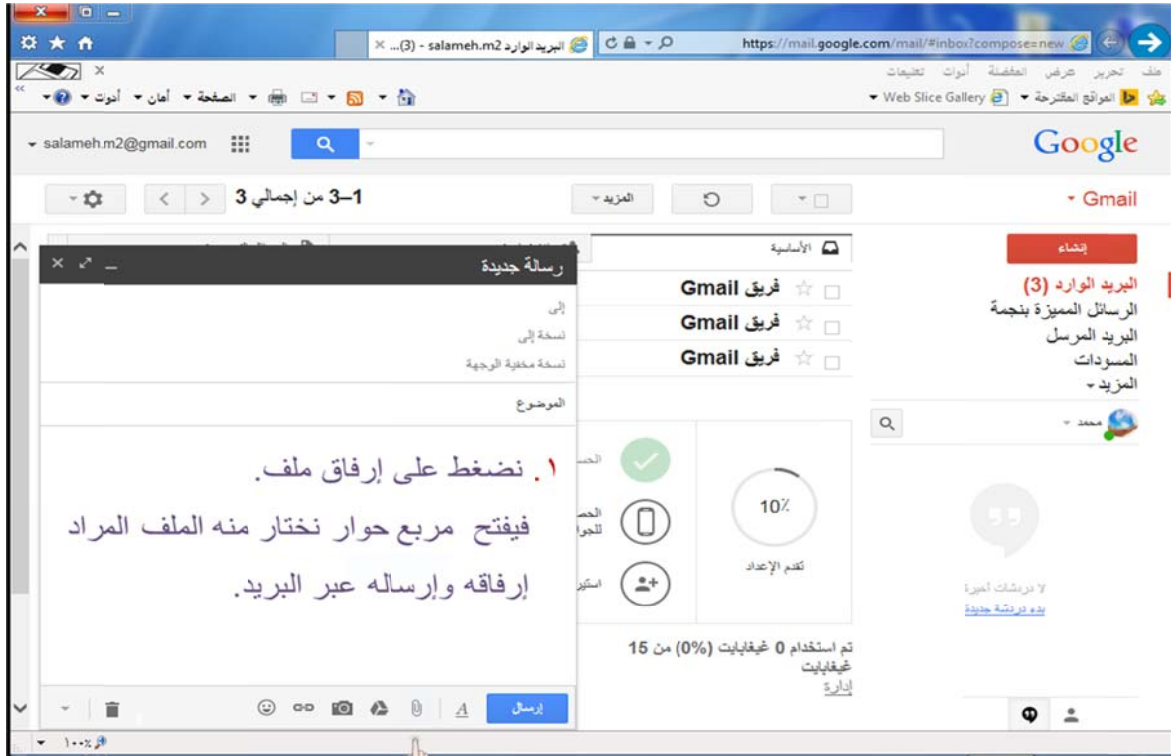 البريد الوارد (3) - salameh.m2... ×
https://mail.google.com/mail/#inbox?compose=new
ملف تحرير عرض المفضلة أدوات تعليمات
×
المواقع المقترحة Web Slice Gallery
الصفحة أمان أدوات
Google
salameh.m2@gmail.com
Gmail
المزيد
1–3 من إجمالي 3
إنشاء
البريد الوارد (3)
الرسائل المميزة بنجمة
البريد المرسل
المسودات
المزيد
محمد
لا دردشات أخيرة
بدء دردشة جديدة
الأساسية
فريق Gmail
فريق Gmail
فريق Gmail
10%
تقدم الإعداد
تم استخدام 0 غيغابايت (0%) من 15
غيغابايت
إدارة
رسالة جديدة
إلى
نسخة إلى
نسخة مخفية الوجهة
الموضوع
١. نضغط على إرفاق ملف.
فيفتح مربع حوار نختار منه الملف المراد
إرفاقه وإرساله عبر البريد.
إرسال
A
١٠٠%